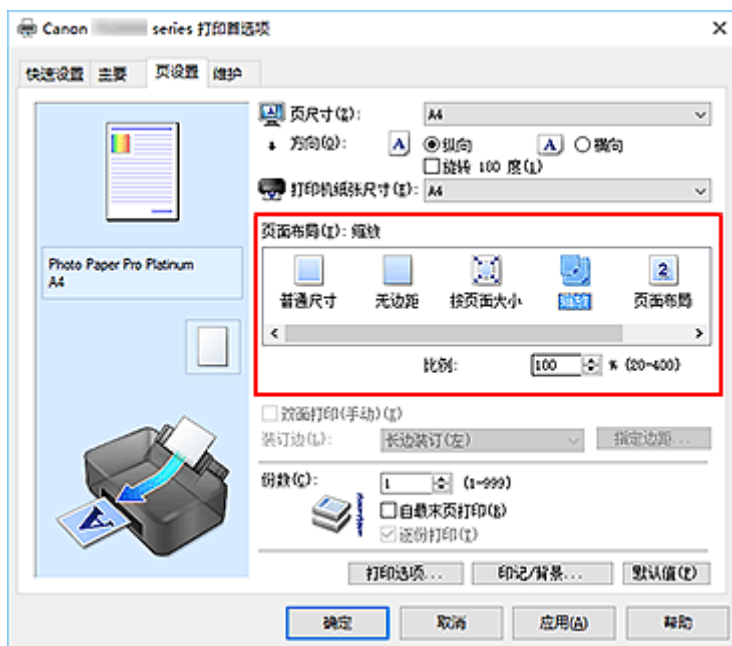 Canon series 打印首选项
快速设置 主要 页设置 维护
页尺寸(Z): A4
方向(O): A 纵向 A 横向
旋转 180 度(1)
打印机纸张尺寸(E): A4
页面布局(I): 缩放
普通尺寸 无边距 按页面大小 缩放 页面布局
比例: 100 % (20-400)
Photo Paper Pro Platinum
A4
双面打印(手动)(X)
装订边(L): 长边装订(左) 指定边距...
份数(C): 1 (1-999)
自最末页打印(B)
逐份打印(T)
打印选项... 印记/背景... 默认值(F)
确定 取消 应用(A) 帮助